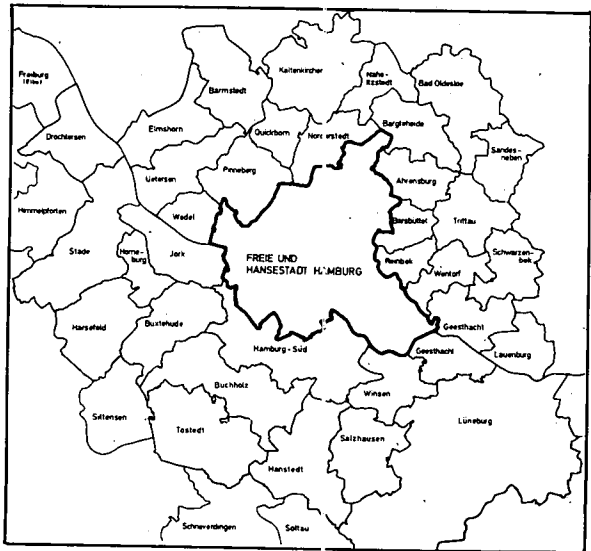 Kaltenkirchen
Freiburg
(Elbe)
Barmstedt
Nahe-
Itzstedt
Bad Oldesloe
Drochtersen
Elmshorn
Quickborn
Norderstedt
Bargteheide
Sandes-
neben
Uetersen
Pinneberg
Ahrensburg
Himmelpforten
Wedel
Barsbüttel
Trittau
Stade
Horne-
burg
Jork
FREIE UND
HANSESTADT HAMBURG
Reinbek
Wentorf
Schwarzen-
bek
Harsefeld
Buxtehude
Geesthacht
Hamburg-Süd
Geesthacht
Lauenburg
Buchholz
Winsen
Sittensen
Tostedt
Salzhausen
Lüneburg
Hanstedt
Schneverdingen
Soltau